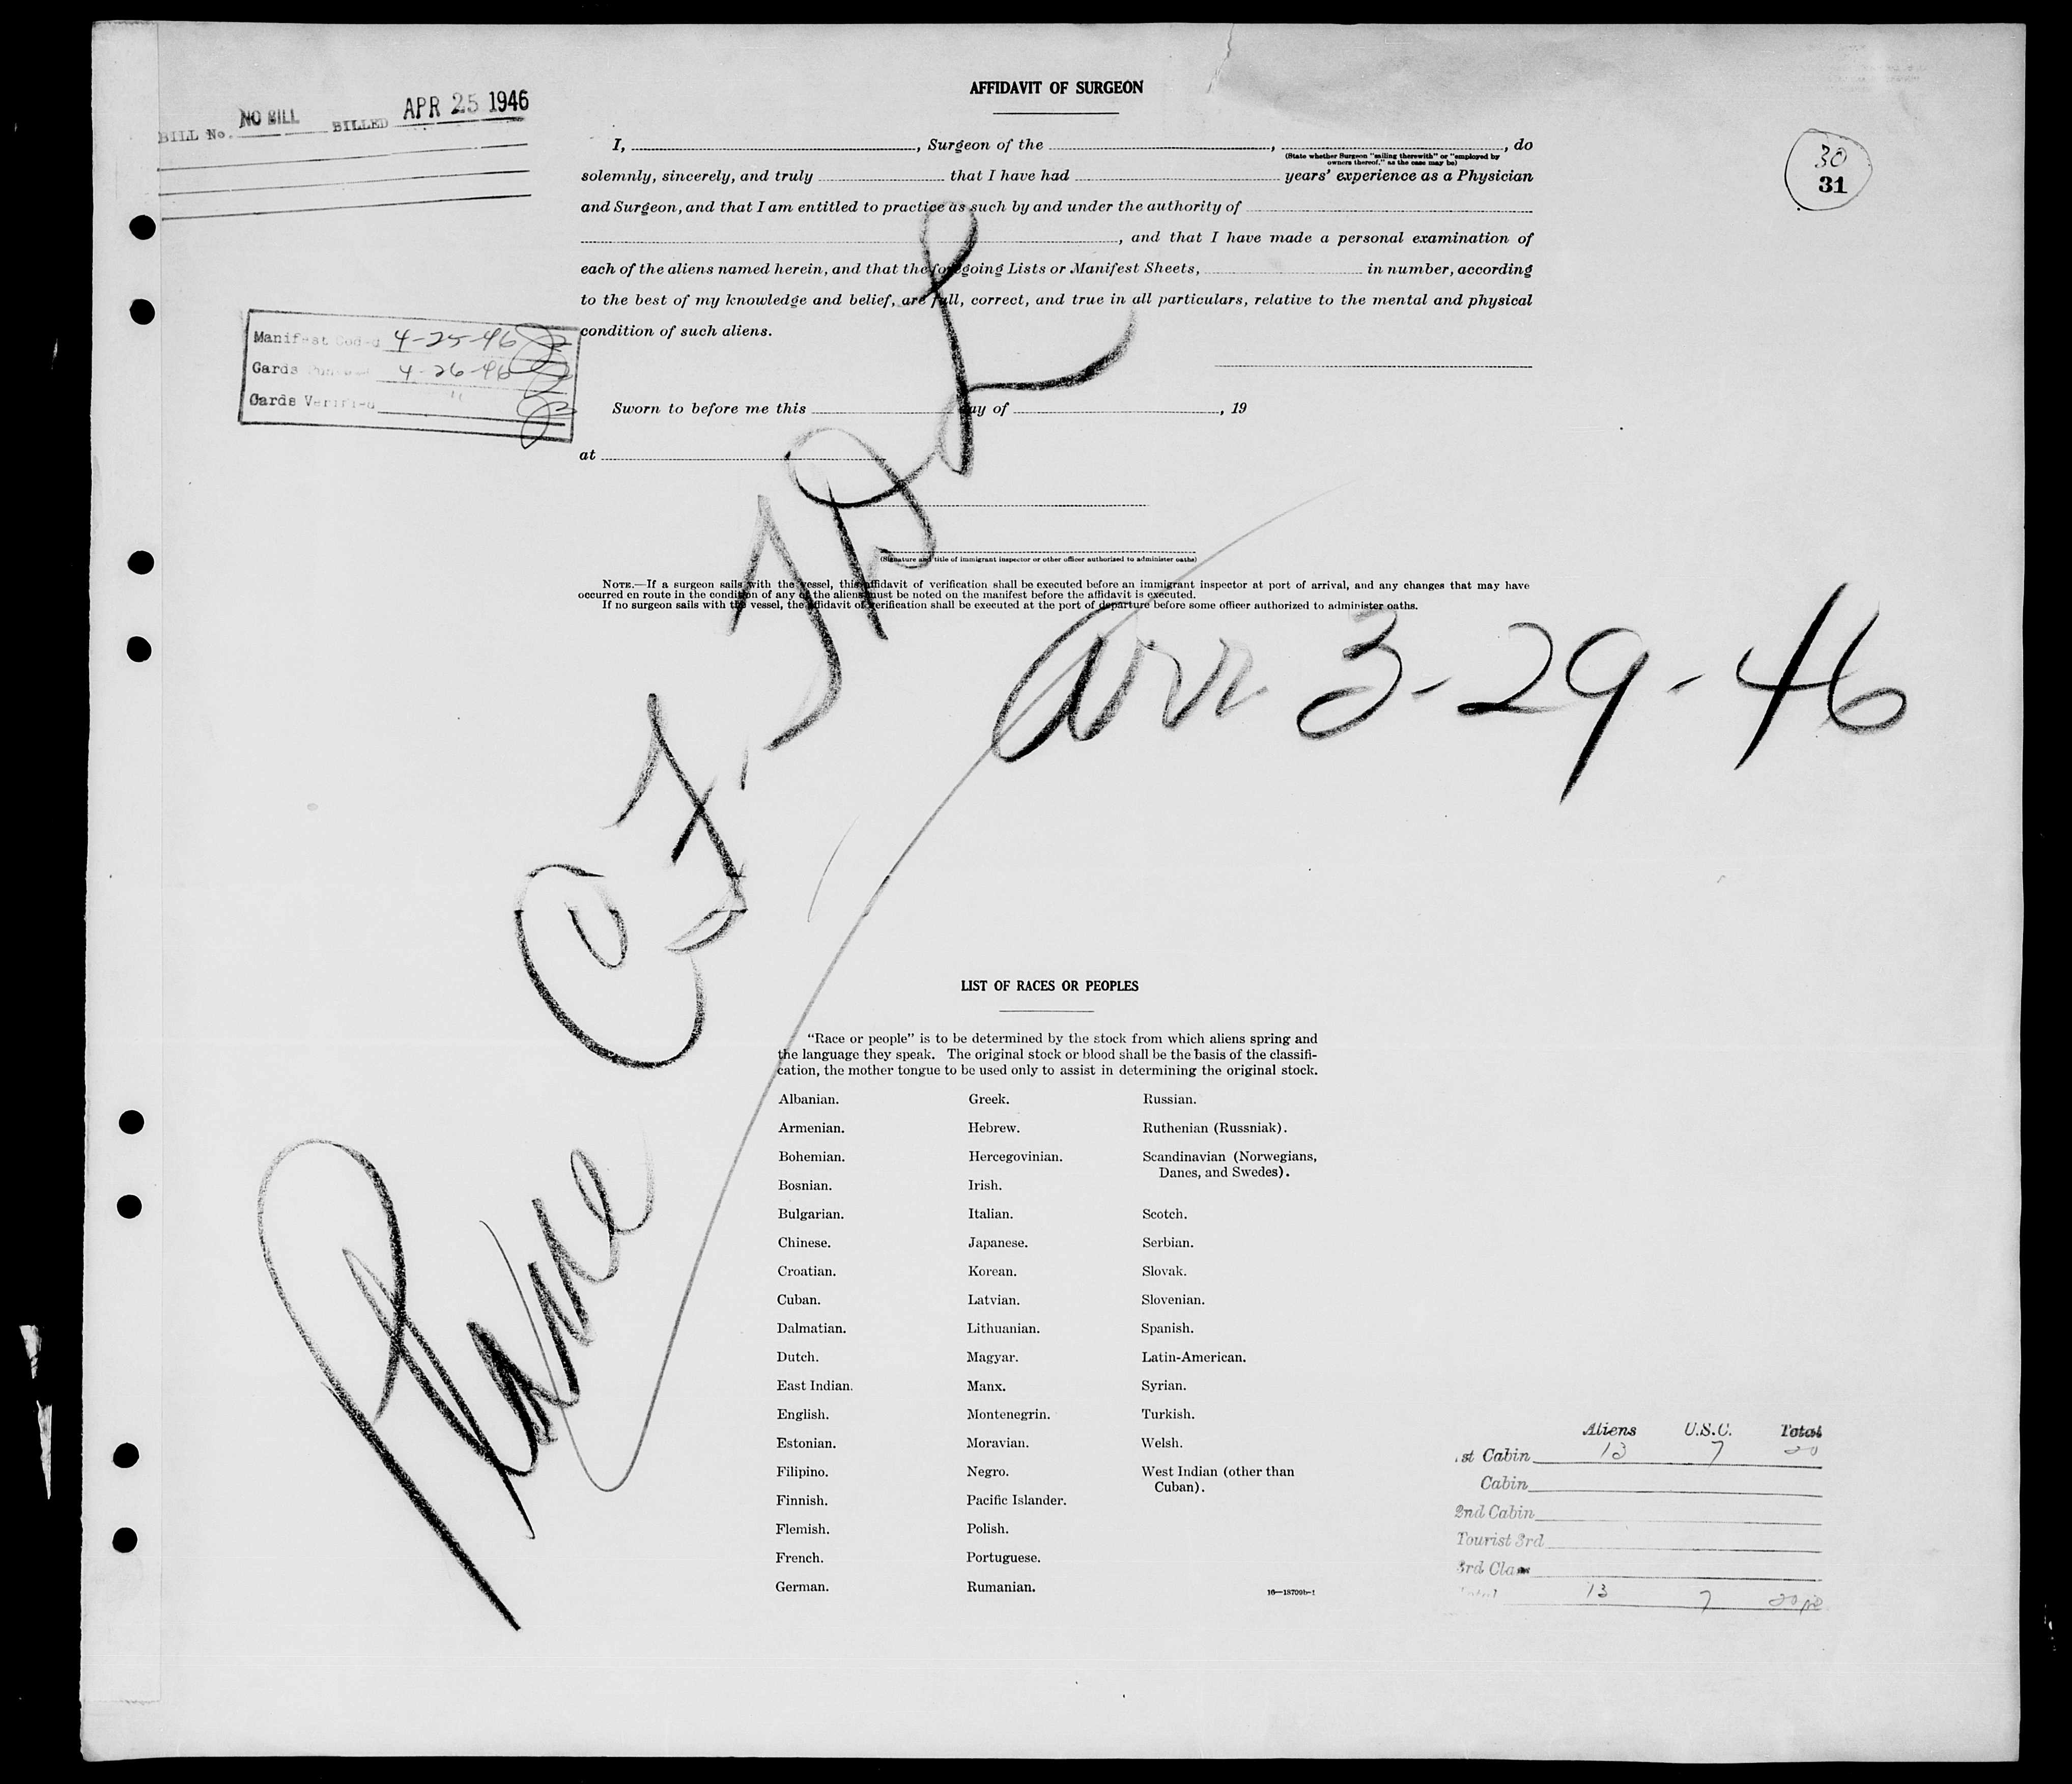 AFFIDAVIT OF SURGEON
BILL No. NO BILL BILLED APR 25 1946
30
31
I, , Surgeon of the , , do
(State whether Surgeon "sailing therewith" or "employed by owners thereof," as the case may be)
solemnly, sincerely, and truly that I have had years' experience as a Physician
and Surgeon, and that I am entitled to practice as such by and under the authority of
, and that I have made a personal examination of
each of the aliens named herein, and that the foregoing Lists or Manifest Sheets, in number, according
to the best of my knowledge and belief, are full, correct, and true in all particulars, relative to the mental and physical
condition of such aliens.
Manifest Coded 4-25-46
Cards Punched 4-26-46
Cards Verified "
Sworn to before me this day of , 19
at
(Signature and title of immigrant inspector or other officer authorized to administer oaths)
NOTE.—If a surgeon sails with the vessel, this affidavit of verification shall be executed before an immigrant inspector at port of arrival, and any changes that may have
occurred en route in the condition of any of the aliens must be noted on the manifest before the affidavit is executed.
If no surgeon sails with the vessel, the affidavit of verification shall be executed at the port of departure before some officer authorized to administer oaths.
Plane
arr 3-29-46
LIST OF RACES OR PEOPLES
"Race or people" is to be determined by the stock from which aliens spring and
the language they speak. The original stock or blood shall be the basis of the classifi-
cation, the mother tongue to be used only to assist in determining the original stock.
Albanian.
Armenian.
Bohemian.
Bosnian.
Bulgarian.
Chinese.
Croatian.
Cuban.
Dalmatian.
Dutch.
East Indian.
English.
Estonian.
Filipino.
Finnish.
Flemish.
French.
German.
Greek.
Hebrew.
Hercegovinian.
Irish.
Italian.
Japanese.
Korean.
Latvian.
Lithuanian.
Magyar.
Manx.
Montenegrin.
Moravian.
Negro.
Pacific Islander.
Polish.
Portuguese.
Rumanian.
Russian.
Ruthenian (Russniak).
Scandinavian (Norwegians,
Danes, and Swedes).
Scotch.
Serbian.
Slovak.
Slovenian.
Spanish.
Latin-American.
Syrian.
Turkish.
Welsh.
West Indian (other than
Cuban).
16—18709b-1
Aliens U.S.C. Total
st Cabin 13 7 20
Cabin
2nd Cabin
Tourist 3rd
3rd Class
Total 13 7 20